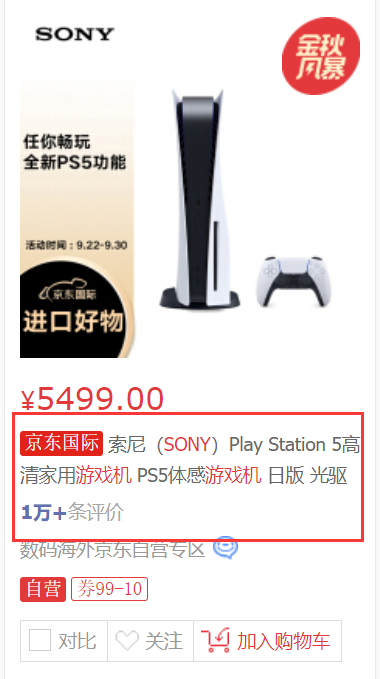 SONY
金秋
风暴
任你畅玩
全新PS5功能
活动时间：9.22-9.30
京东国际
进口好物
¥5499.00
京东国际 索尼（SONY）Play Station 5高
清家用游戏机 PS5体感游戏机 日版 光驱
1万+条评价
数码海外京东自营专区
自营 券99-10
对比 关注 加入购物车